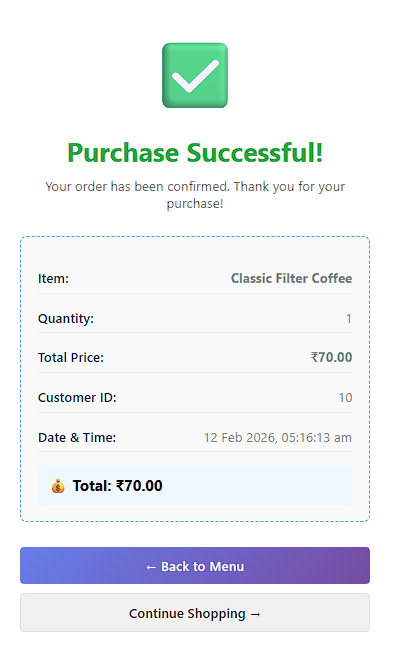 Purchase Successful!
Your order has been confirmed. Thank you for your
purchase!
Item: Classic Filter Coffee
Quantity: 1
Total Price: ₹70.00
Customer ID: 10
Date & Time: 12 Feb 2026, 05:16:13 am
💰 Total: ₹70.00
← Back to Menu
Continue Shopping →